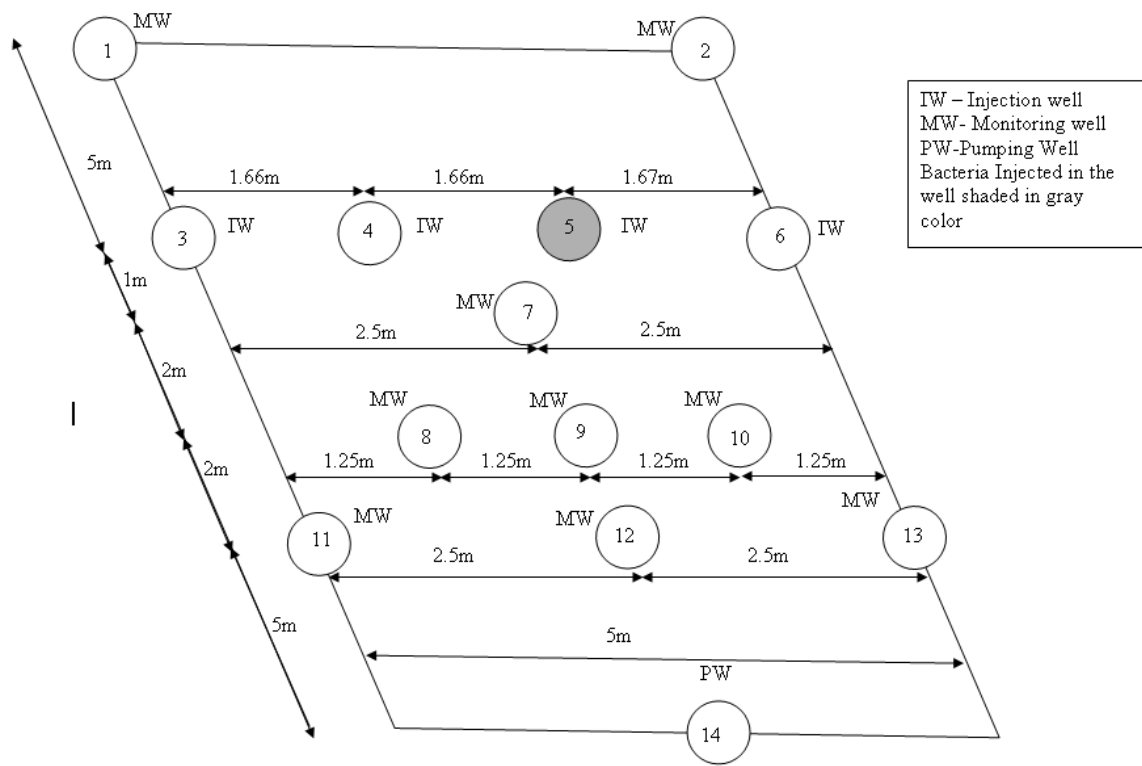 MW
1
MW
2
IW – Injection well
MW- Monitoring well
PW-Pumping Well
Bacteria Injected in the
well shaded in gray
color
5m
1.66m
1.66m
1.67m
3
IW
4
IW
5
IW
6
IW
1m
MW
7
2.5m
2.5m
2m
MW
8
MW
9
MW
10
2m
1.25m
1.25m
1.25m
1.25m
11
MW
MW
12
MW
13
2.5m
2.5m
5m
5m
PW
14